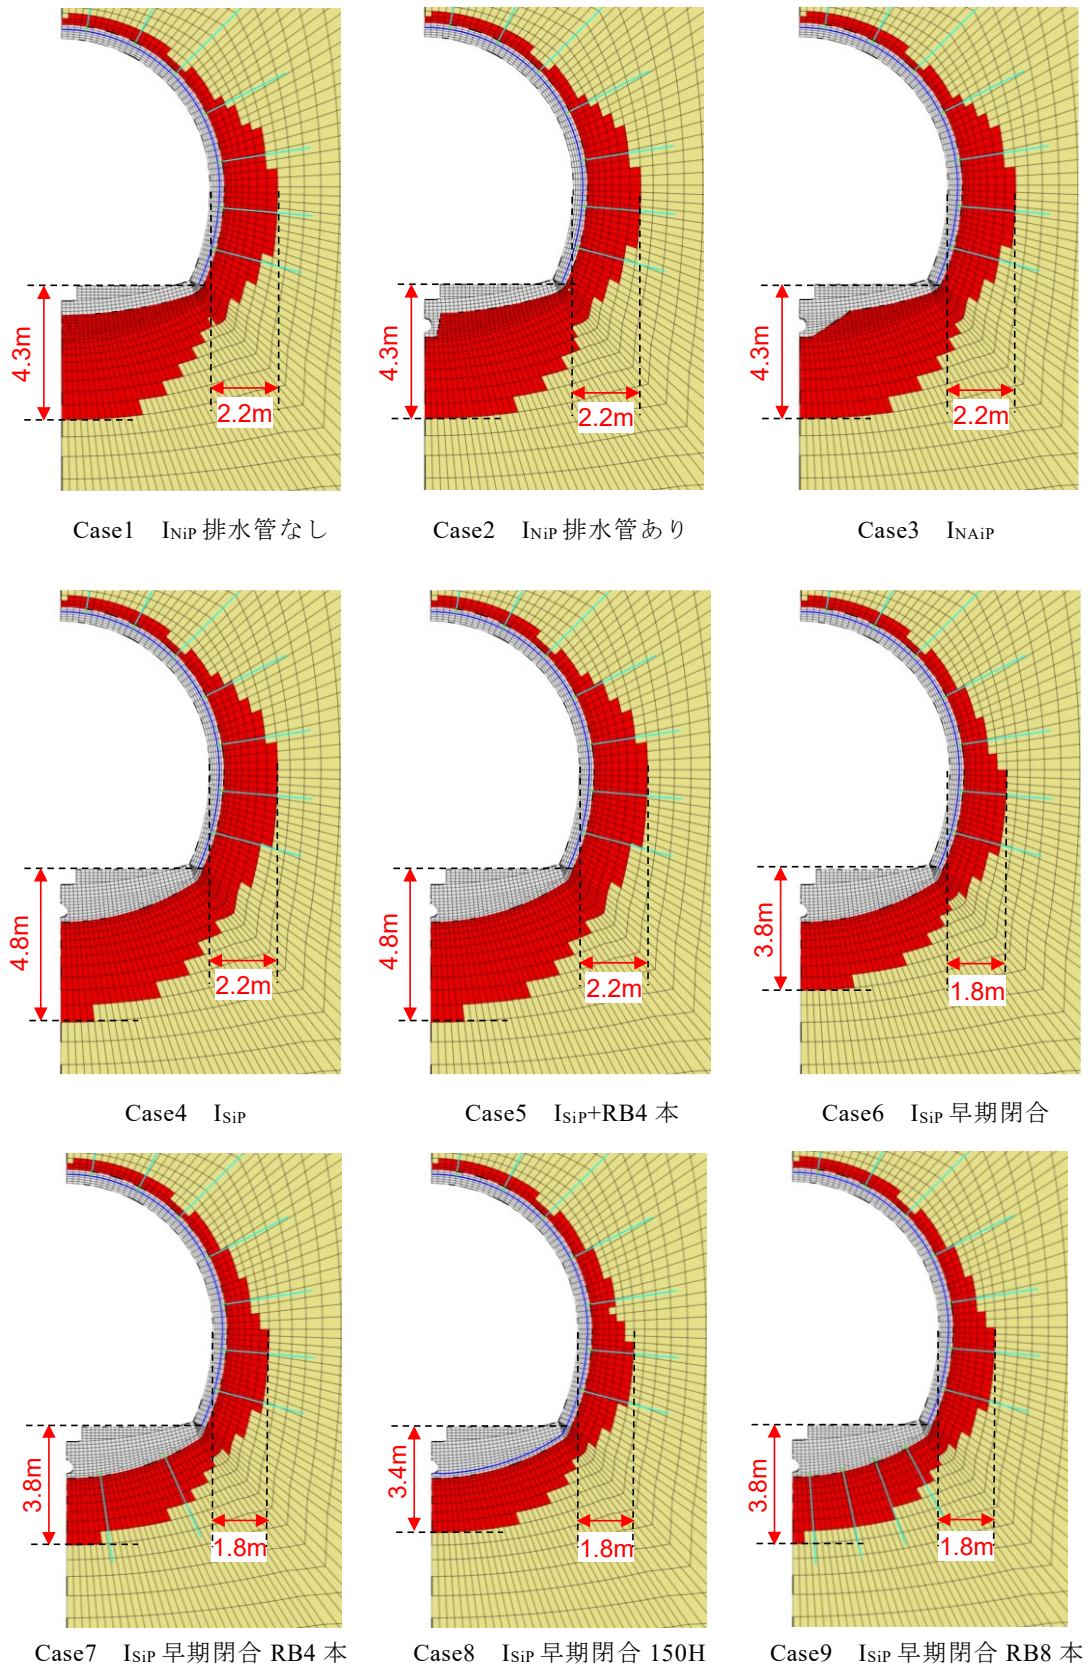 4.3m
2.2m
4.3m
2.2m
4.3m
2.2m
Case1 INiP 排水管なし
Case2 INiP 排水管あり
Case3 INAiP
4.8m
2.2m
4.8m
2.2m
3.8m
1.8m
Case4 ISiP
Case5 ISiP+RB4 本
Case6 ISiP 早期閉合
3.8m
1.8m
3.4m
1.8m
3.8m
1.8m
Case7 ISiP 早期閉合 RB4 本
Case8 ISiP 早期閉合 150H
Case9 ISiP 早期閉合 RB8 本